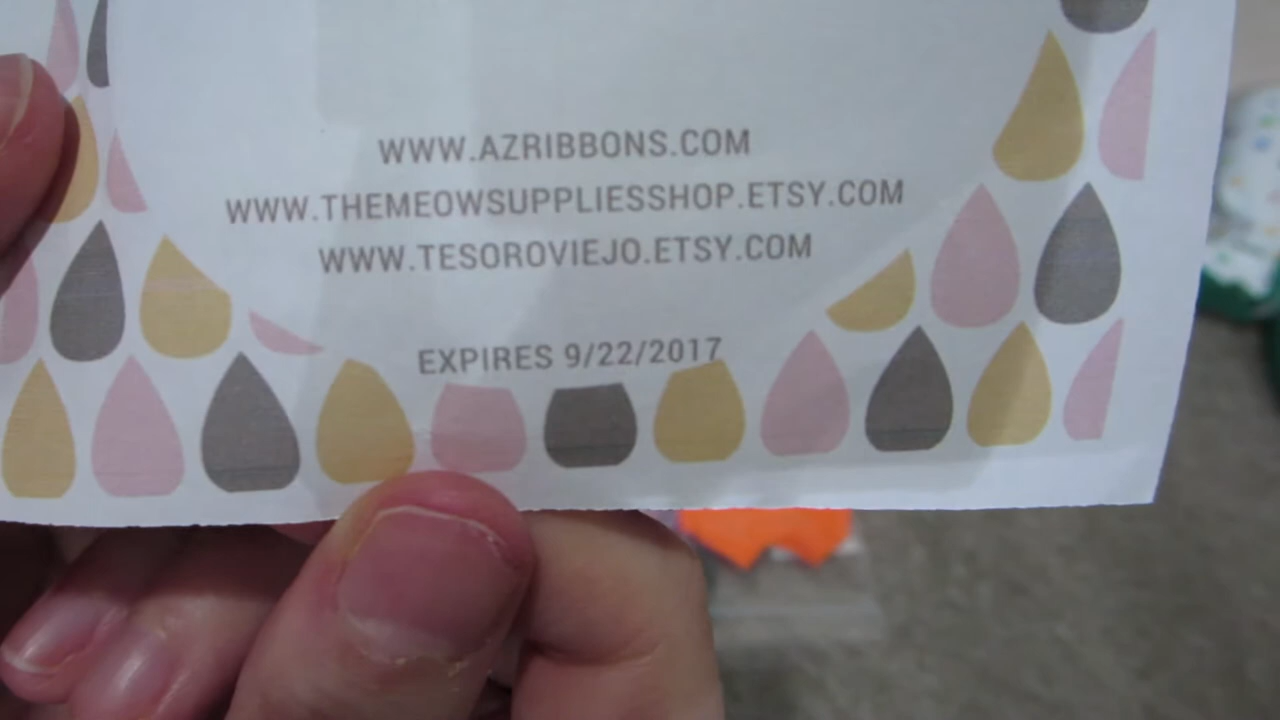 WWW.AZRIBBONS.COM
WWW.THEMEOWSUPPLIESSHOP.ETSY.COM
WWW.TESOROVIEJO.ETSY.COM
EXPIRES 9/22/2017